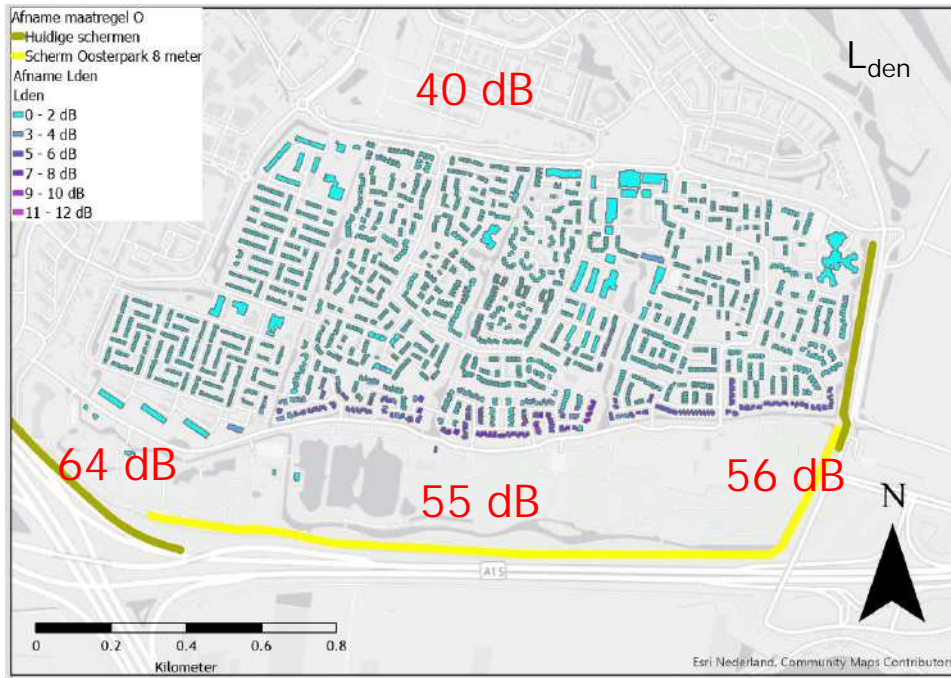 Afname maatregel O
Huidige schermen
Scherm Oosterpark 8 meter
Afname Lden
Lden
0 - 2 dB
3 - 4 dB
5 - 6 dB
7 - 8 dB
9 - 10 dB
11 - 12 dB
Lden
40 dB
64 dB
55 dB
56 dB
N
A15
0 0.2 0.4 0.6 0.8
Kilometer
Esri Nederland, Community Maps Contributor